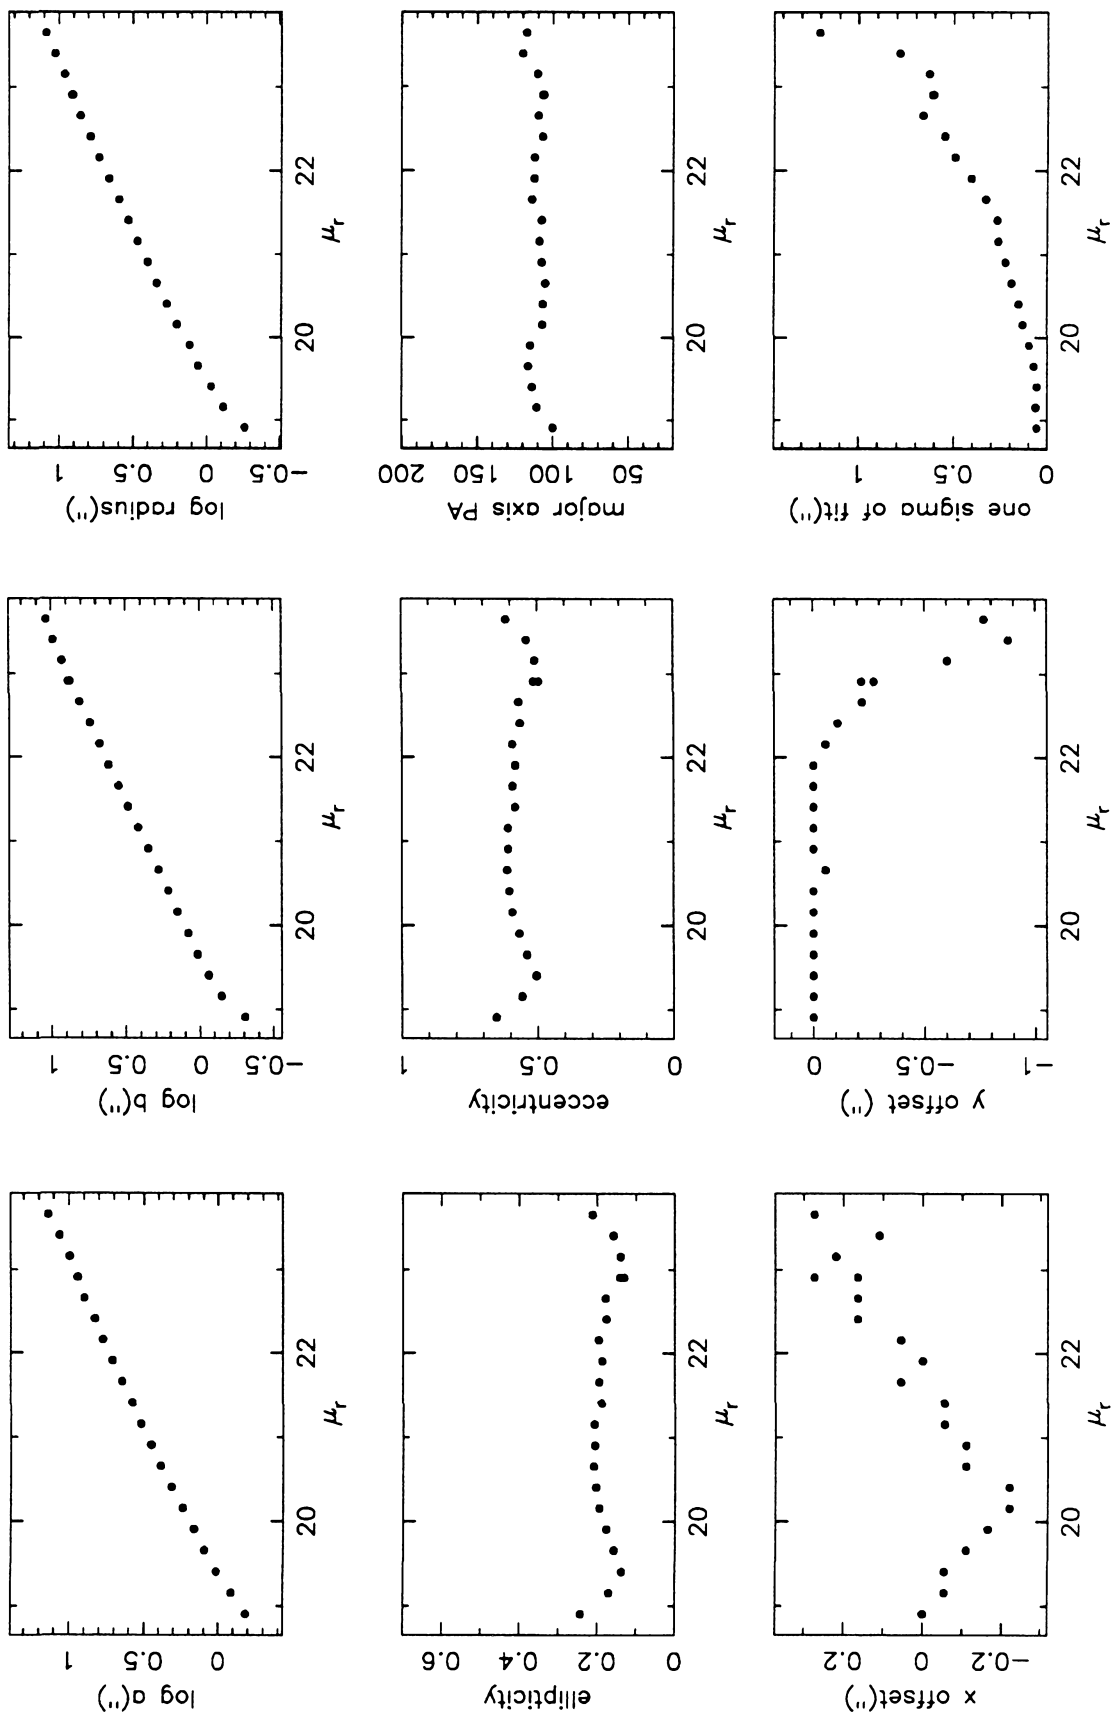 1
0.5
0
−0.5
log radius('')
20
22
μr
200
150
100
50
major axis PA
20
22
μr
1
0.5
0
one sigma of fit('')
20
22
μr
1
0.5
0
−0.5
log b('')
20
22
μr
1
0.5
0
eccentricity
20
22
μr
0
−0.5
−1
y offset ('')
20
22
μr
1
0.5
0
log a('')
20
22
μr
0.6
0.4
0.2
0
ellipticity
20
22
μr
0.2
0
−0.2
x offset('')
20
22
μr